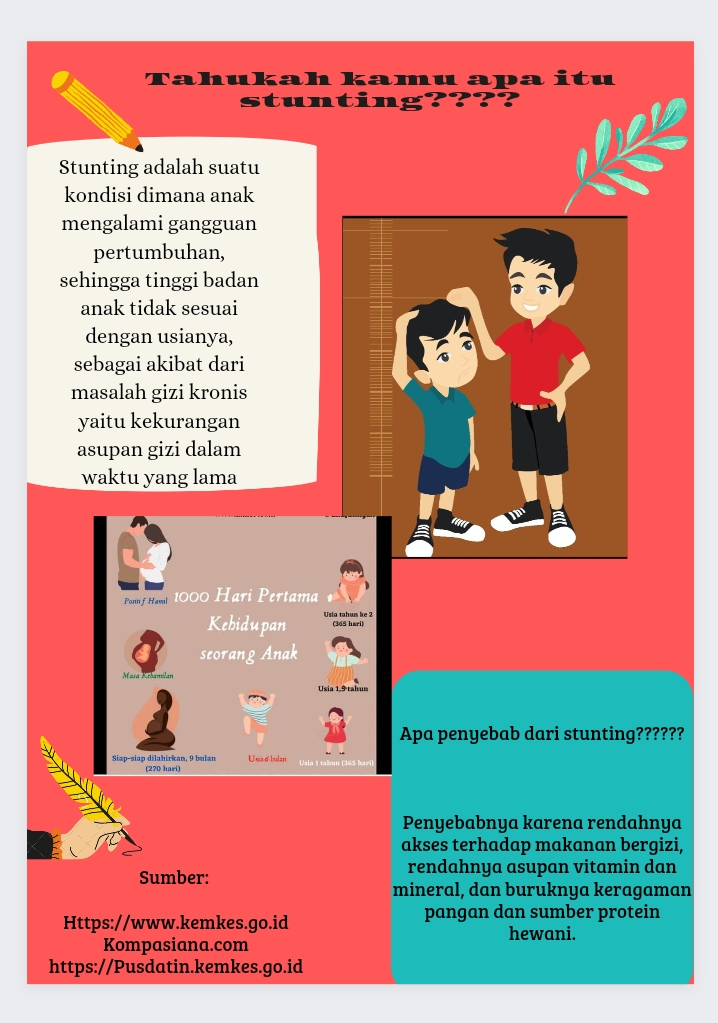 Tahukah kamu apa itu
stunting????
Stunting adalah suatu
kondisi dimana anak
mengalami gangguan
pertumbuhan,
sehingga tinggi badan
anak tidak sesuai
dengan usianya,
sebagai akibat dari
masalah gizi kronis
yaitu kekurangan
asupan gizi dalam
waktu yang lama
1000 Hari Pertama
Kehidupan
seorang Anak
Positif Hamil
Masa Kehamilan
Siap-siap dilahirkan, 9 bulan
(270 hari)
Usia 6 bulan
Usia 1 tahun (365 hari)
Usia 1,5 tahun
Usia tahun ke 2
(365 hari)
Apa penyebab dari stunting??????
Penyebabnya karena rendahnya
akses terhadap makanan bergizi,
rendahnya asupan vitamin dan
mineral, dan buruknya keragaman
pangan dan sumber protein
hewani.
Sumber:
Https://www.kemkes.go.id
Kompasiana.com
https://Pusdatin.kemkes.go.id